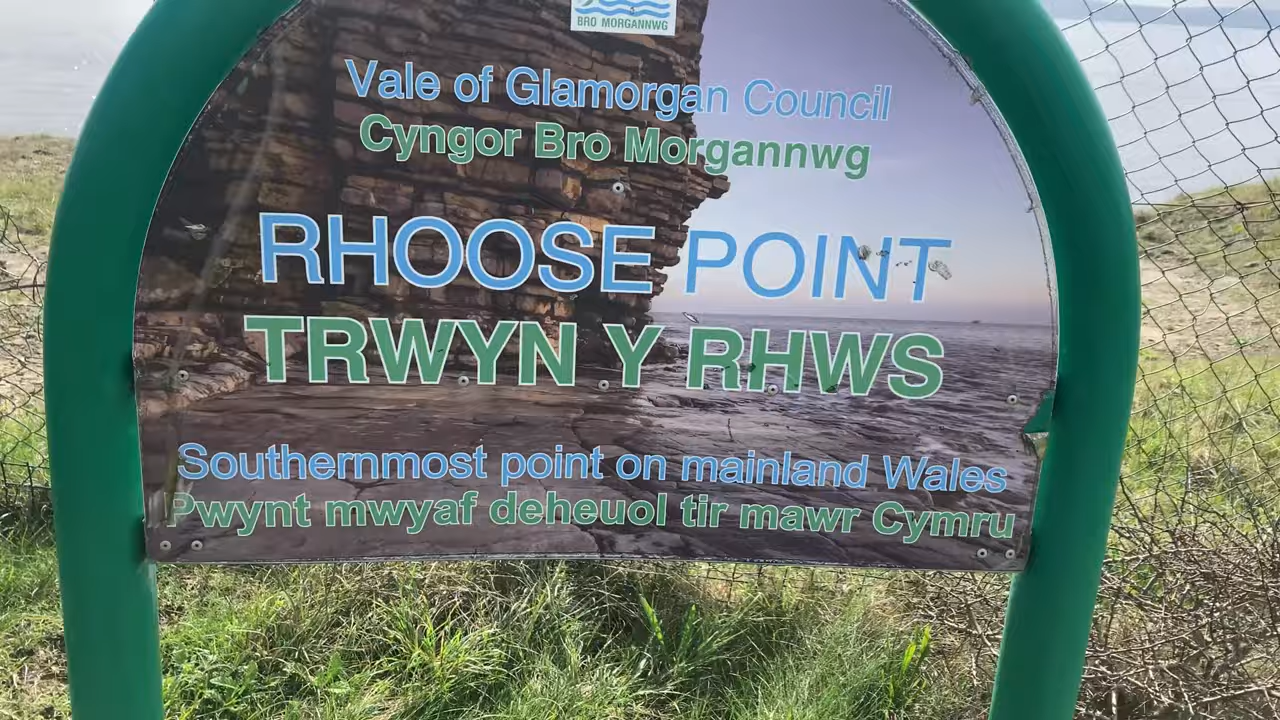 BRO MORGANNWG
Vale of Glamorgan Council
Cyngor Bro Morgannwg
RHOOSE POINT
TRWYN Y RHWS
Southernmost point on mainland Wales
Pwynt mwyaf deheuol tir mawr Cymru